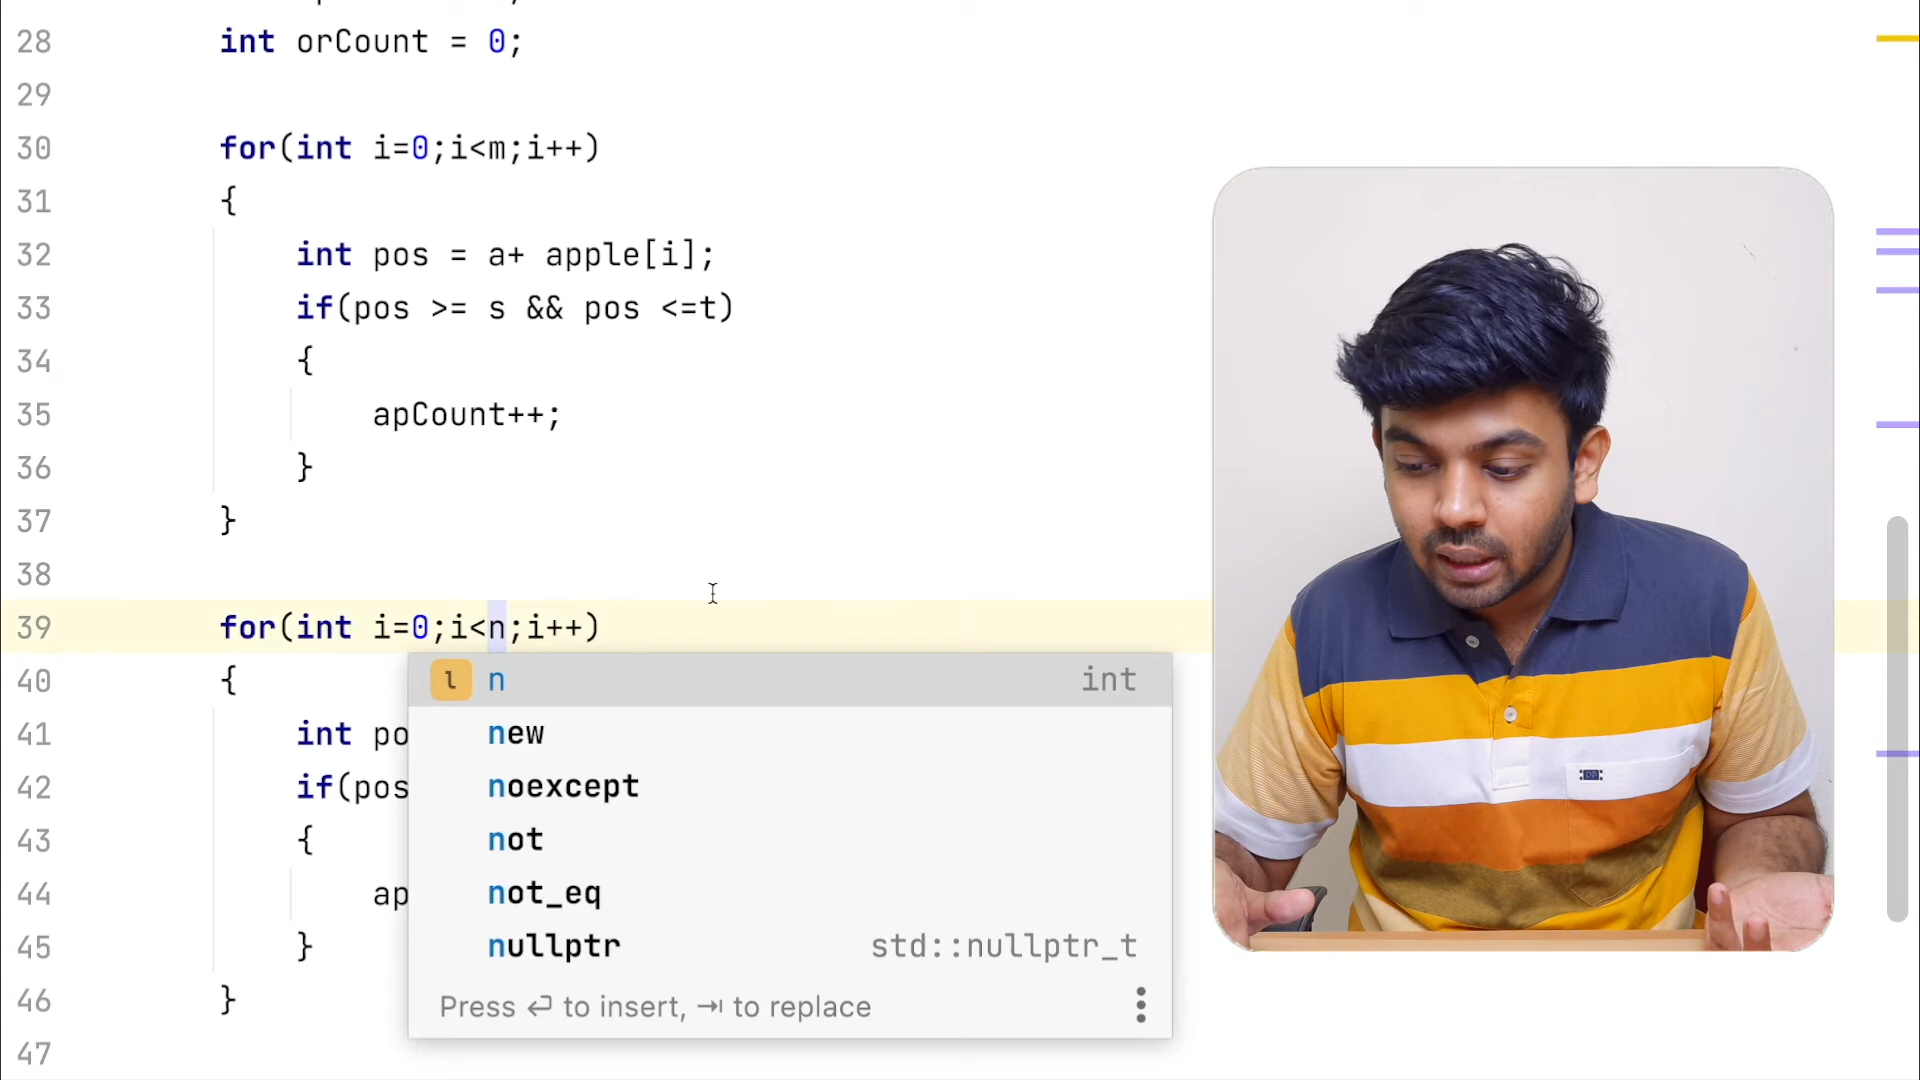 28 int orCount = 0;
29
30 for(int i=0;i<m;i++)
31 {
32 int pos = a+ apple[i];
33 if(pos >= s && pos <=t)
34 {
35 apCount++;
36 }
37 }
38
39 for(int i=0;i<n;i++)
40 {
l n int
41 int po
new
42 if(pos
noexcept
43 {
not
44 ap
not_eq
45 }
nullptr std::nullptr_t
46 }
Press ⏎ to insert, ⇥ to replace
47